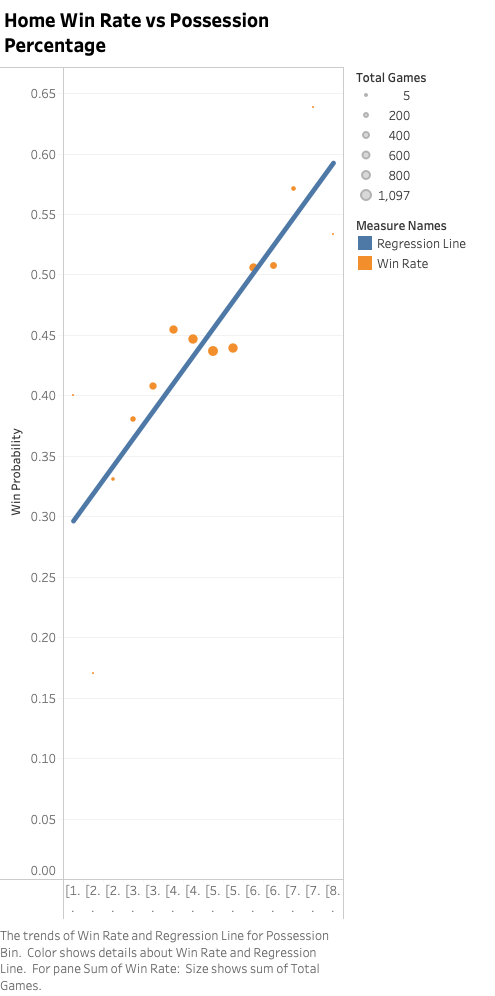 Home Win Rate vs Possession
Percentage
Total Games
5
200
400
600
800
1,097
Measure Names
Regression Line
Win Rate
Win Probability
0.65
0.60
0.55
0.50
0.45
0.40
0.35
0.30
0.25
0.20
0.15
0.10
0.05
0.00
[1. [2. [2. [3. [3. [4. [4. [5. [5. [6. [6. [7. [7. [8.
. . . . . . . . . . . . . .
The trends of Win Rate and Regression Line for Possession
Bin. Color shows details about Win Rate and Regression
Line. For pane Sum of Win Rate: Size shows sum of Total
Games.